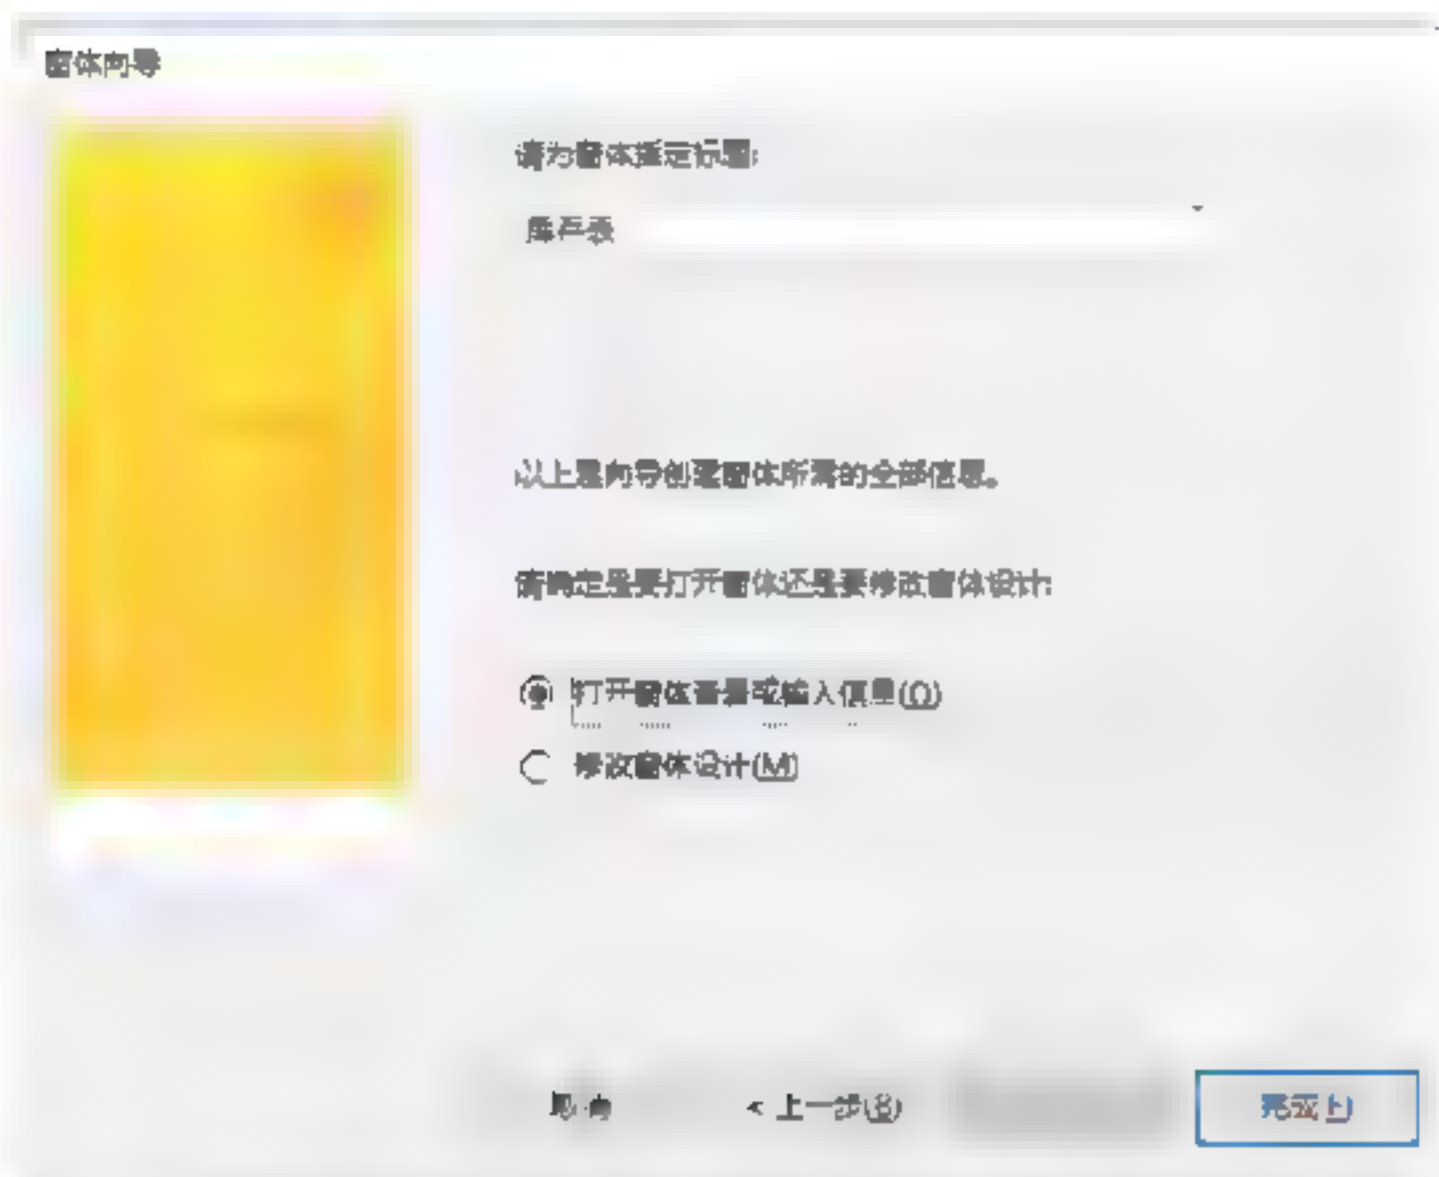 窗体向导
请为窗体指定标题:
库存表
以上是向导创建窗体所需的全部信息。
请确定是要打开窗体还是要修改窗体设计:
打开窗体查看或输入信息(O)
修改窗体设计(M)
取消
< 上一步(B)
完成(F)